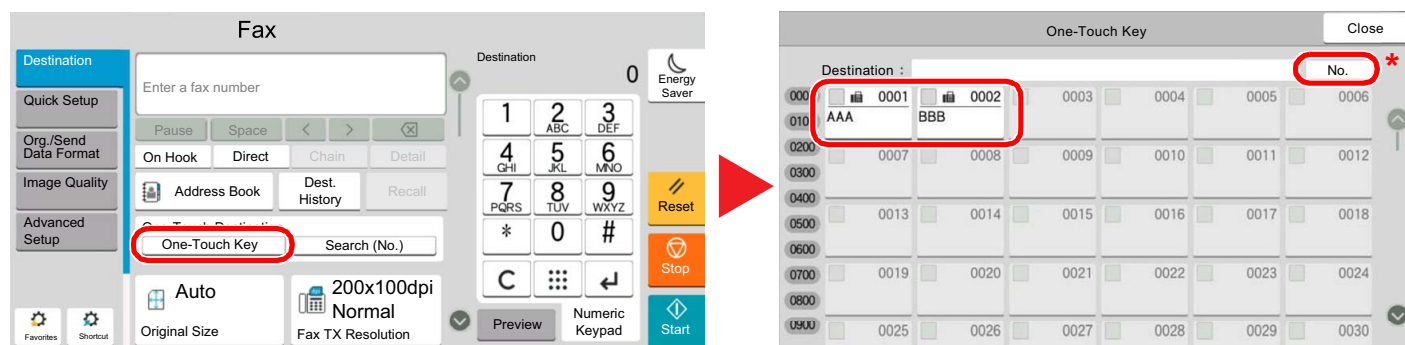 Fax
Destination
Quick Setup
Org./Send
Data Format
Image Quality
Advanced
Setup
Favorites
Shortcut
Enter a fax number
Pause
Space
<
>
On Hook
Direct
Chain
Detail
Address Book
Dest.
History
Recall
One-Touch Key
Search (No.)
Auto
Original Size
200x100dpi
Normal
Fax TX Resolution
Destination
0
1
2
ABC
3
DEF
4
GHI
5
JKL
6
MNO
7
PQRS
8
TUV
9
WXYZ
*
0
#
C
Preview
Numeric
Keypad
Energy
Saver
Reset
Stop
Start
One-Touch Key
Close
Destination :
No.
*
0200
0300
0400
0500
0600
0700
0800
0900
0001
0002
0003
0004
0005
0006
AAA
BBB
0007
0008
0009
0010
0011
0012
0013
0014
0015
0016
0017
0018
0019
0020
0021
0022
0023
0024
0025
0026
0027
0028
0029
0030